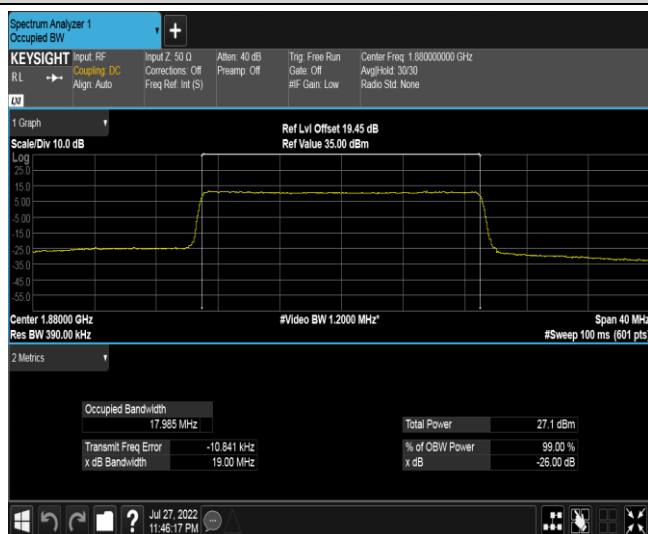 Spectrum Analyzer 1
Occupied BW
KEYSIGHT
R L
LXI
Input: RF
Coupling: DC
Align: Auto
Input Z: 50 Ω
Corrections: Off
Freq Ref: Int (S)
Atten: 40 dB
Preamp: Off
Trig: Free Run
Gate: Off
#IF Gain: Low
Center Freq: 1.880000000 GHz
Avg|Hold: 30/30
Radio Std: None
1 Graph
Scale/Div 10.0 dB
Ref Lvl Offset 19.45 dB
Ref Value 35.00 dBm
Log
25.0
15.0
5.00
-5.00
-15.0
-25.0
-35.0
-45.0
-55.0
Center 1.88000 GHz
Res BW 390.00 kHz
#Video BW 1.2000 MHz*
Span 40 MHz
#Sweep 100 ms (601 pts)
2 Metrics
Occupied Bandwidth
17.985 MHz
Transmit Freq Error -10.841 kHz
x dB Bandwidth 19.00 MHz
Total Power 27.1 dBm
% of OBW Power 99.00 %
x dB -26.00 dB
?
Jul 27, 2022
11:46:17 PM